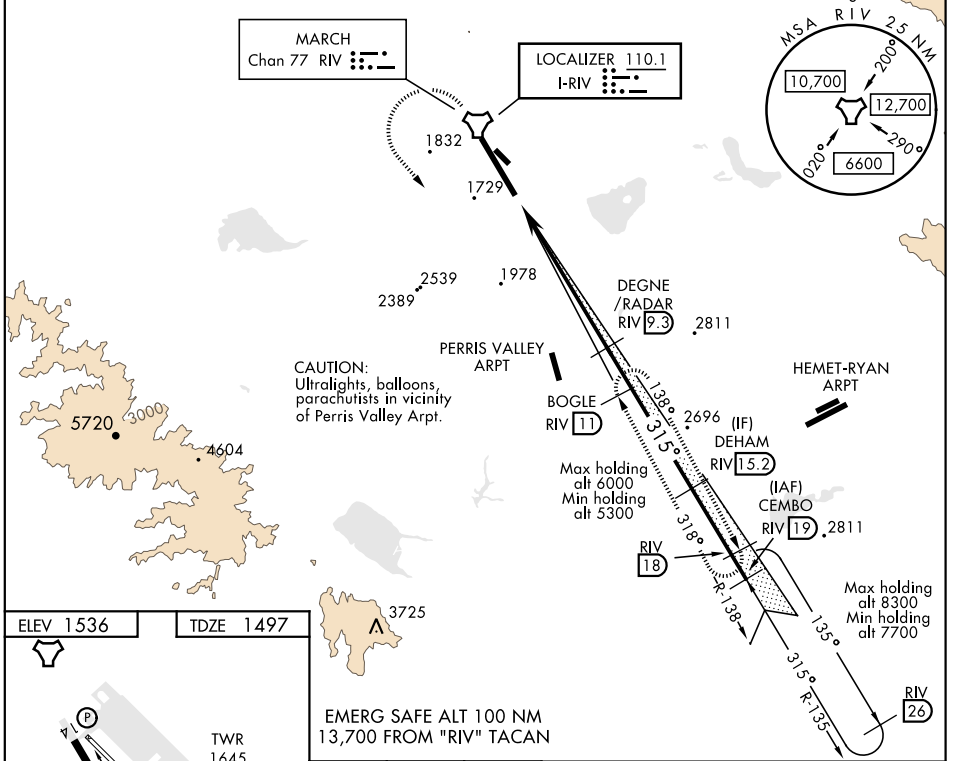 MARCH
Chan 77 RIV
LOCALIZER 110.1
I-RIV
MSA RIV 25 NM
200°
10,700
12,700
020°
290°
6600
1832
1729
2539
2389
1978
DEGNE
/RADAR
RIV 9.3
2811
PERRIS VALLEY
ARPT
CAUTION:
Ultralights, balloons,
parachutists in vicinity
of Perris Valley Arpt.
HEMET-RYAN
ARPT
BOGLE
RIV 11
138°
315°
2696
(IF)
DEHAM
RIV 15.2
5720
3000
4604
Max holding
alt 6000
Min holding
alt 5300
(IAF)
CEMBO
RIV 19
2811
318°
RIV
18
R-138
Max holding
alt 8300
Min holding
alt 7700
135°
315°
R-135
RIV
26
3725
ELEV 1536
TDZE 1497
EMERG SAFE ALT 100 NM
13,700 FROM "RIV" TACAN
P
14
TWR
1645